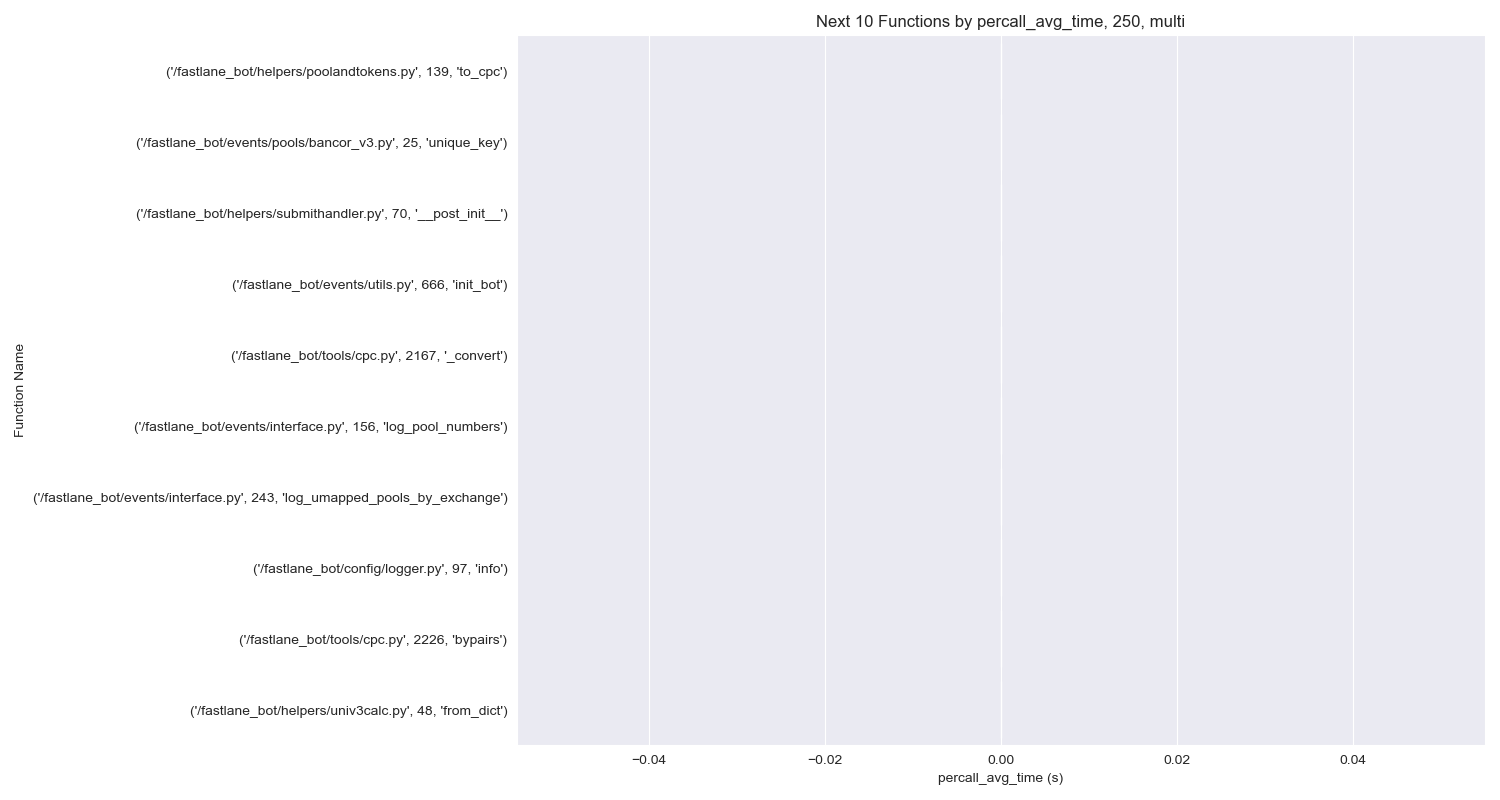 Next 10 Functions by percall_avg_time, 250, multi
('/fastlane_bot/helpers/poolandtokens.py', 139, 'to_cpc')
('/fastlane_bot/events/pools/bancor_v3.py', 25, 'unique_key')
('/fastlane_bot/helpers/submithandler.py', 70, '__post_init__')
('/fastlane_bot/events/utils.py', 666, 'init_bot')
('/fastlane_bot/tools/cpc.py', 2167, '_convert')
('/fastlane_bot/events/interface.py', 156, 'log_pool_numbers')
('/fastlane_bot/events/interface.py', 243, 'log_umapped_pools_by_exchange')
('/fastlane_bot/config/logger.py', 97, 'info')
('/fastlane_bot/tools/cpc.py', 2226, 'bypairs')
('/fastlane_bot/helpers/univ3calc.py', 48, 'from_dict')
Function Name
−0.04 −0.02 0.00 0.02 0.04
percall_avg_time (s)